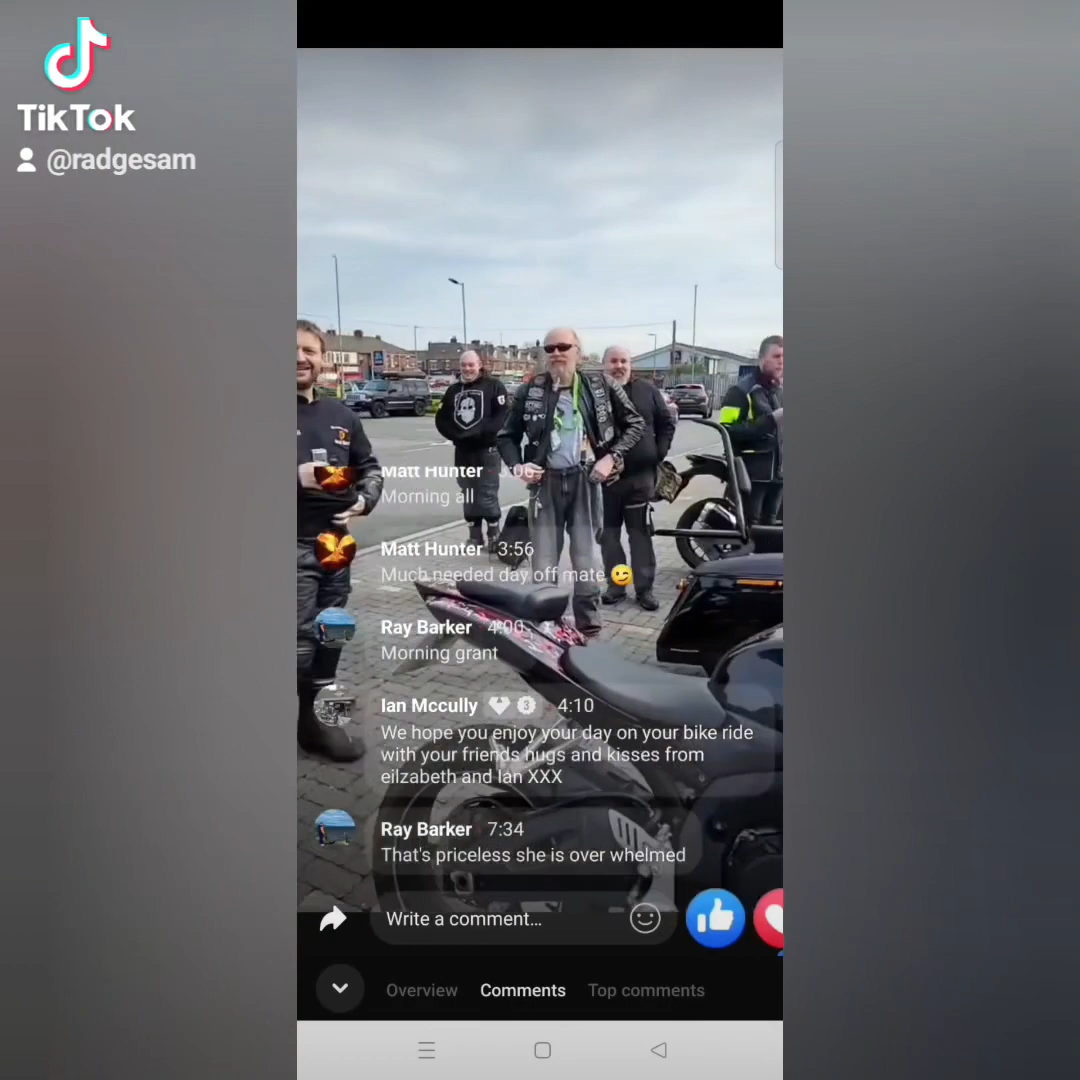 TikTok
@radgesam
Matt Hunter 3:06
Morning all
Matt Hunter 3:56
Much needed day off mate
Ray Barker 4:00
Morning grant
Ian Mccully 3 4:10
We hope you enjoy your day on your bike ride
with your friends hugs and kisses from
eilzabeth and Ian XXX
Ray Barker 7:34
That's priceless she is over whelmed
Write a comment...
Overview Comments Top comments